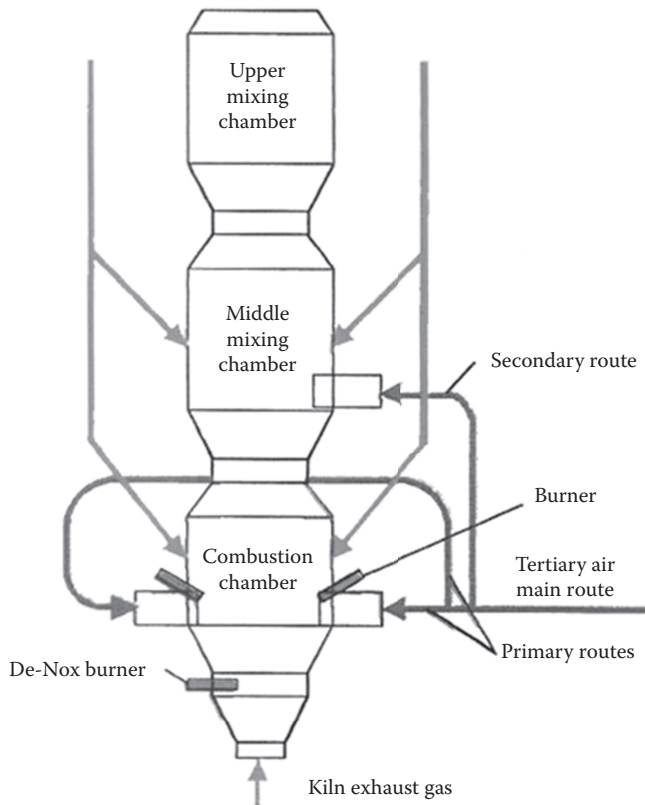 Upper
mixing
chamber
Middle
mixing
chamber
Secondary route
Burner
Combustion
chamber
Tertiary air
main route
Primary routes
De-Nox burner
Kiln exhaust gas